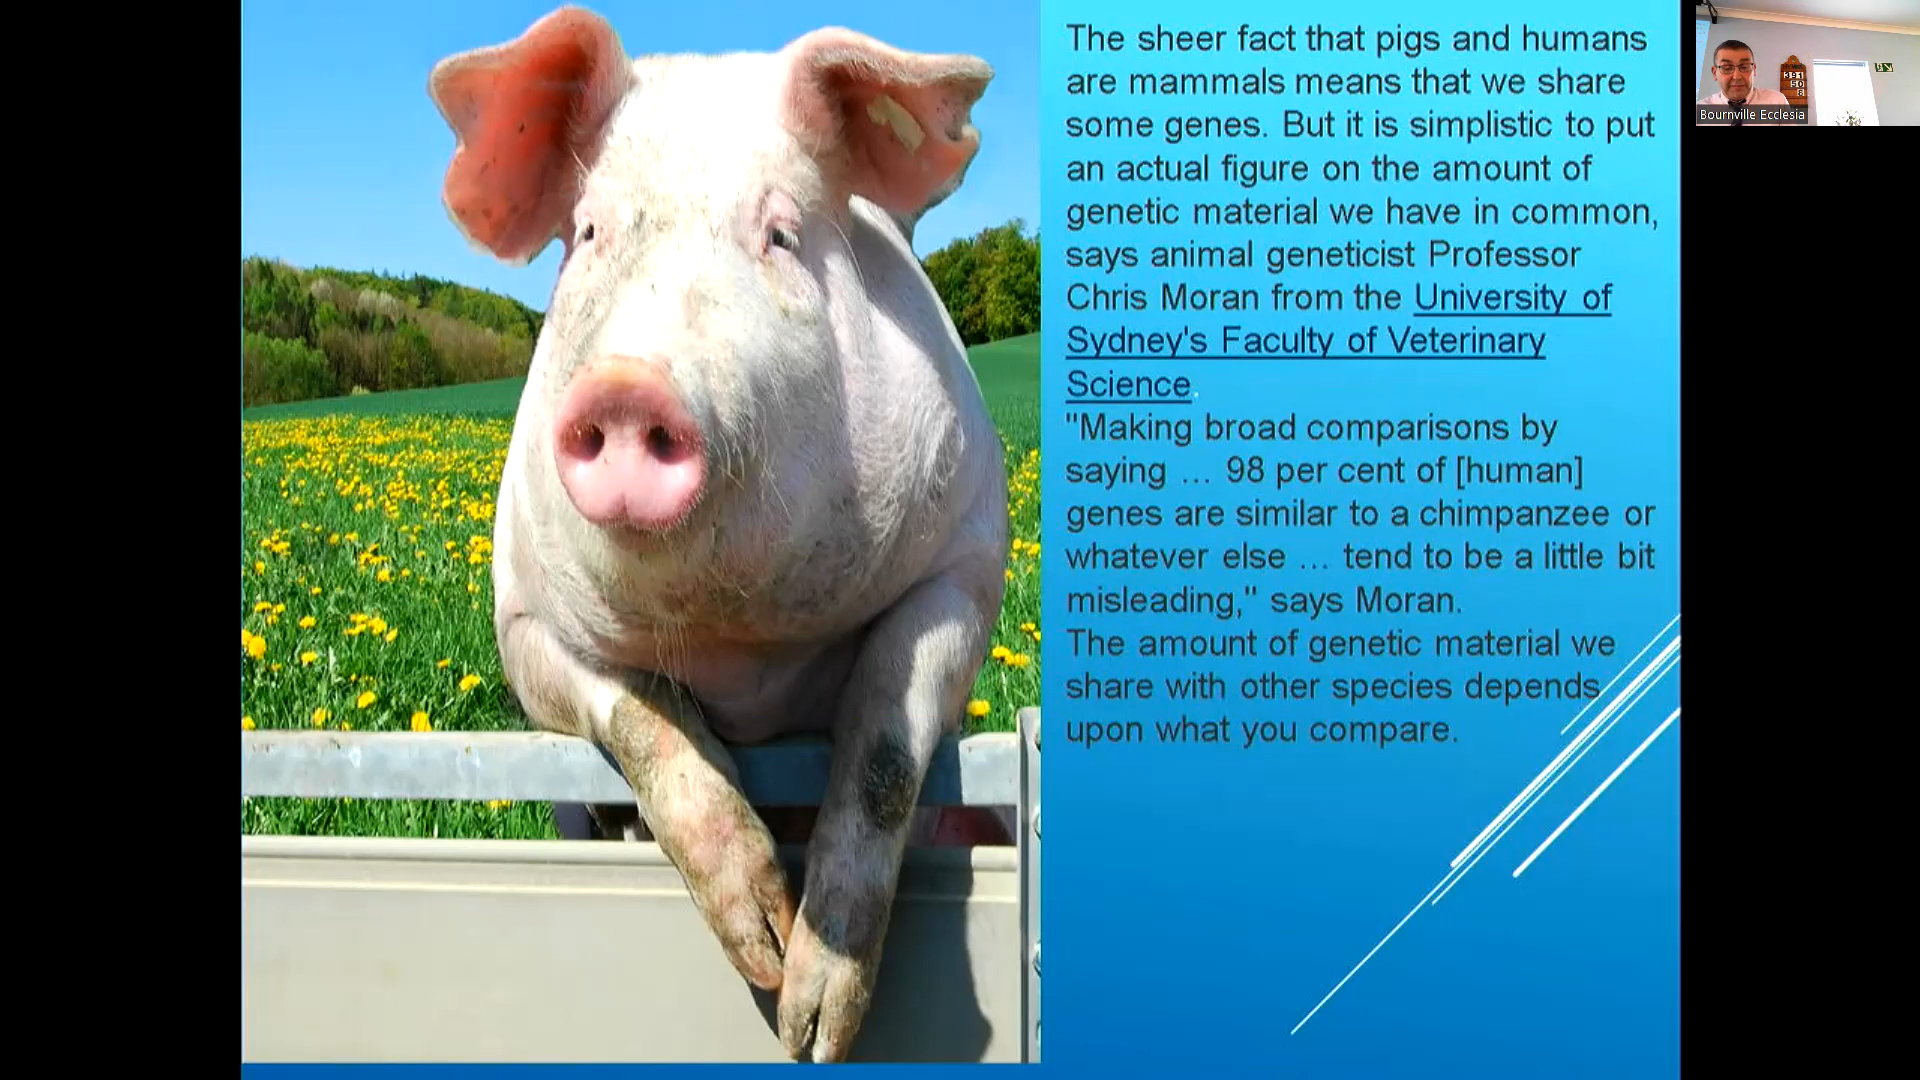 The sheer fact that pigs and humans
are mammals means that we share
some genes. But it is simplistic to put
an actual figure on the amount of
genetic material we have in common,
says animal geneticist Professor
Chris Moran from the University of
Sydney's Faculty of Veterinary
Science.
"Making broad comparisons by
saying … 98 per cent of [human]
genes are similar to a chimpanzee or
whatever else … tend to be a little bit
misleading," says Moran.
The amount of genetic material we
share with other species depends
upon what you compare.
391
50
6
Bournville Ecclesia